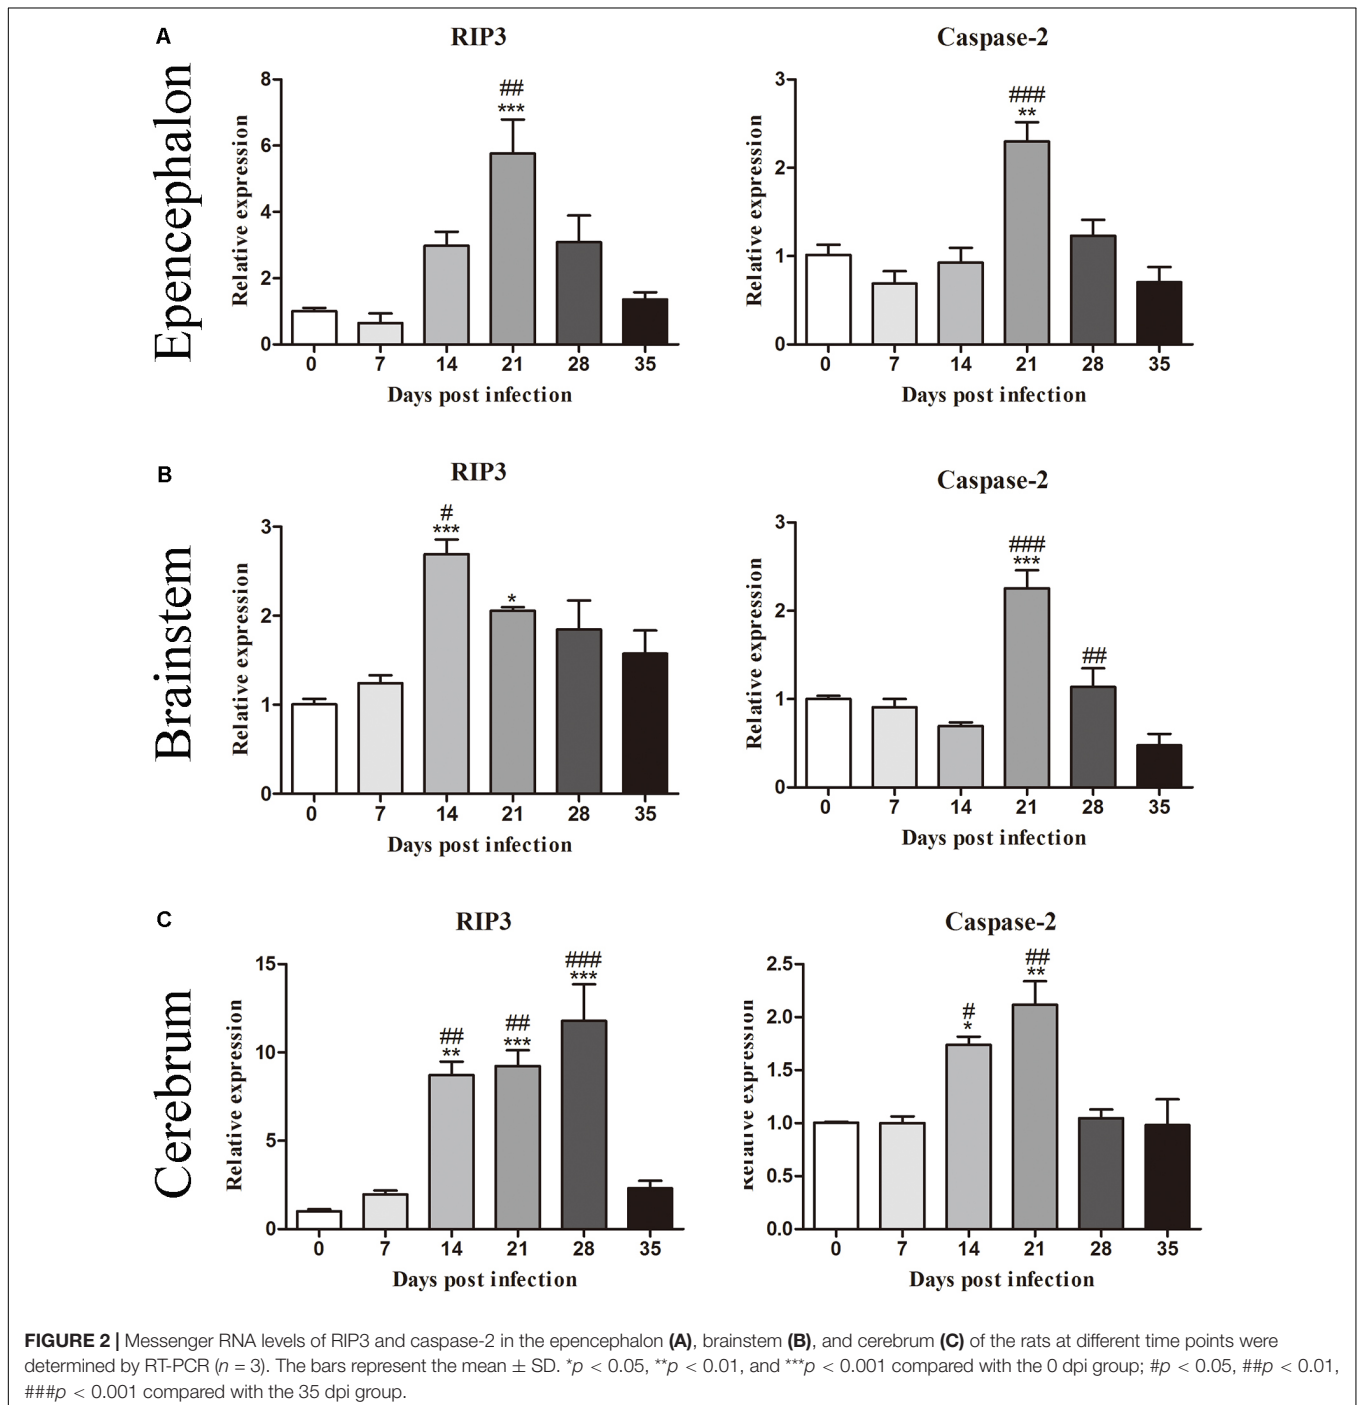 A
RIP3
Caspase-2
Epencephalon
Relative expression
8
6
4
2
0
##
***
0 7 14 21 28 35
Days post infection
Relative expression
3
2
1
0
###
**
0 7 14 21 28 35
Days post infection
B
RIP3
Caspase-2
Brainstem
Relative expression
3
2
1
0
#
***
*
0 7 14 21 28 35
Days post infection
Relative expression
3
2
1
0
###
***
##
0 7 14 21 28 35
Days post infection
C
RIP3
Caspase-2
Cerebrum
Relative expression
15
10
5
0
##
**
##
***
###
***
0 7 14 21 28 35
Days post infection
Relative expression
2.5
2.0
1.5
1.0
0.5
0.0
#
*
##
**
0 7 14 21 28 35
Days post infection
FIGURE 2 | Messenger RNA levels of RIP3 and caspase-2 in the epencephalon (A), brainstem (B), and cerebrum (C) of the rats at different time points were
determined by RT-PCR (n = 3). The bars represent the mean ± SD. *p < 0.05, **p < 0.01, and ***p < 0.001 compared with the 0 dpi group; #p < 0.05, ##p < 0.01,
###p < 0.001 compared with the 35 dpi group.